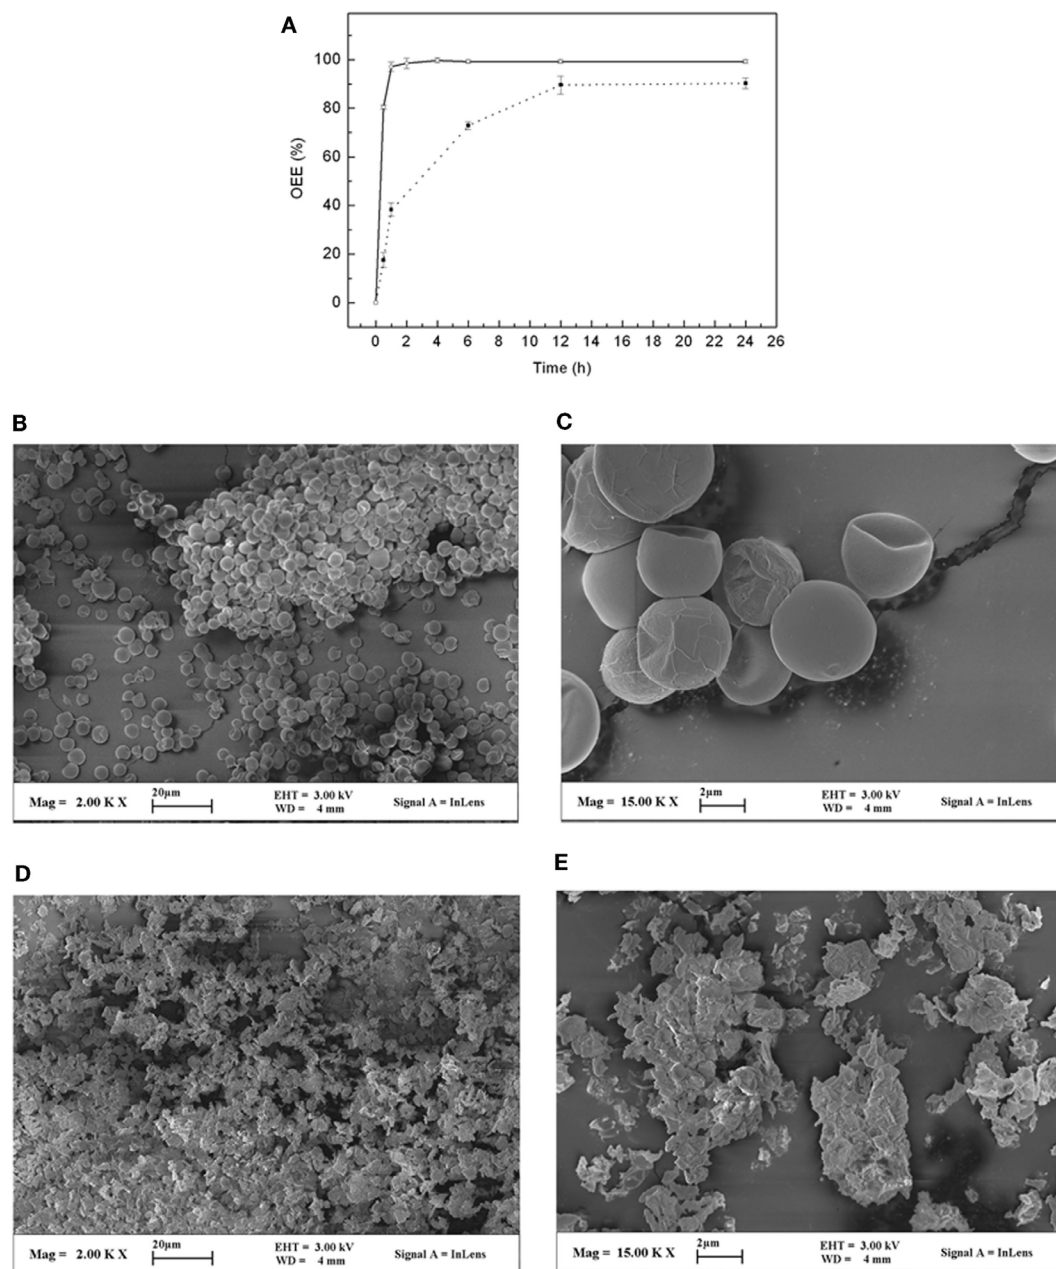 A
OEE (%)
100
80
60
40
20
0
0 2 4 6 8 10 12 14 16 18 20 22 24 26
Time (h)
B
C
Mag = 2.00 K X
20µm
EHT = 3.00 kV
WD = 4 mm
Signal A = InLens
Mag = 15.00 K X
2µm
EHT = 3.00 kV
WD = 4 mm
Signal A = InLens
D
E
Mag = 2.00 K X
20µm
EHT = 3.00 kV
WD = 4 mm
Signal A = InLens
Mag = 15.00 K X
2µm
EHT = 3.00 kV
WD = 4 mm
Signal A = InLens